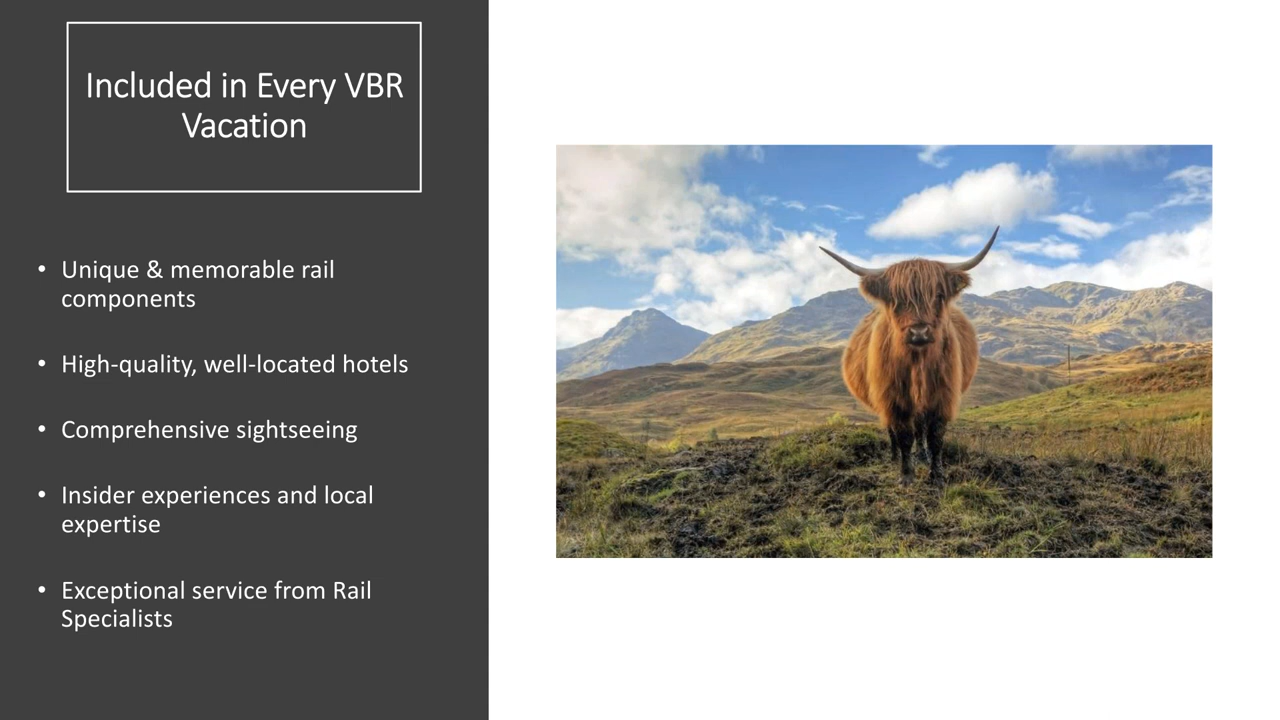 Included in Every VBR
Vacation
• Unique & memorable rail
components
• High-quality, well-located hotels
• Comprehensive sightseeing
• Insider experiences and local
expertise
• Exceptional service from Rail
Specialists